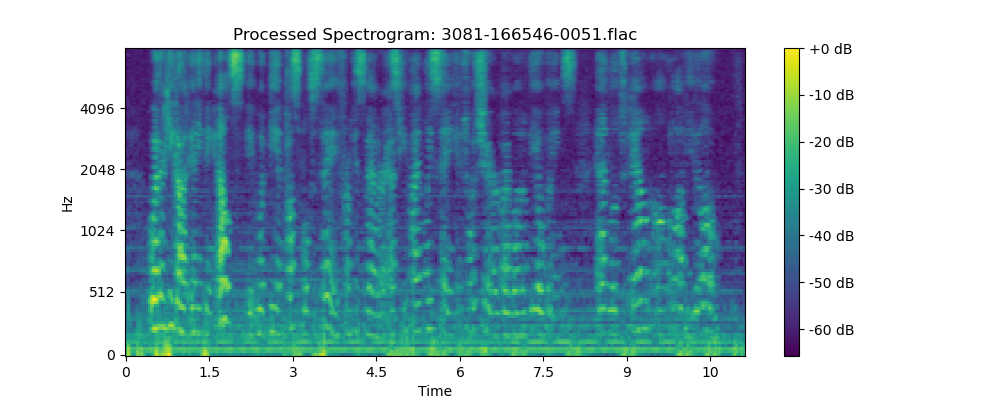 Processed Spectrogram: 3081-166546-0051.flac
+0 dB
4096
-10 dB
-20 dB
2048
-30 dB
Hz
1024
-40 dB
-50 dB
512
-60 dB
0
0 1.5 3 4.5 6 7.5 9 10
Time